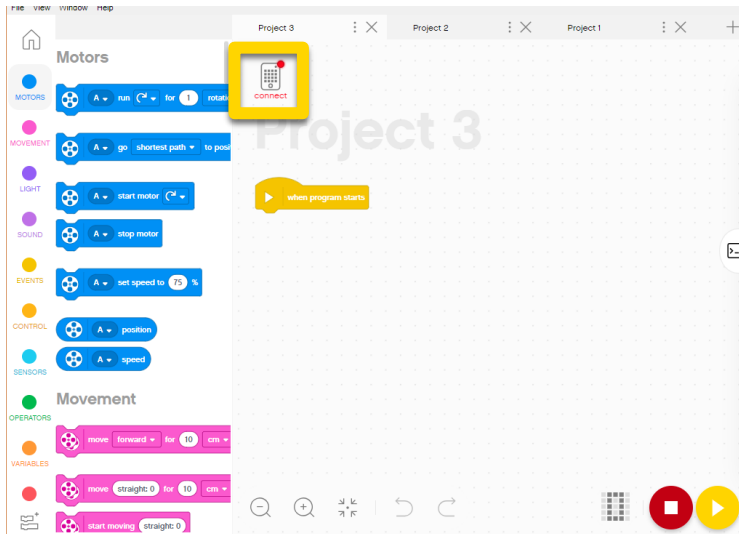 File View Window Help
Project 3
Project 2
Project 1
MOTORS
MOVEMENT
LIGHT
SOUND
EVENTS
CONTROL
SENSORS
OPERATORS
VARIABLES
Motors
A run for 1
A go shortest path to
A start motor
A stop motor
A set speed to 75 %
A position
A speed
Movement
move forward for 10 cm
move straight: 0 for 10 cm
start moving straight: 0
connect
Project 3
when program starts